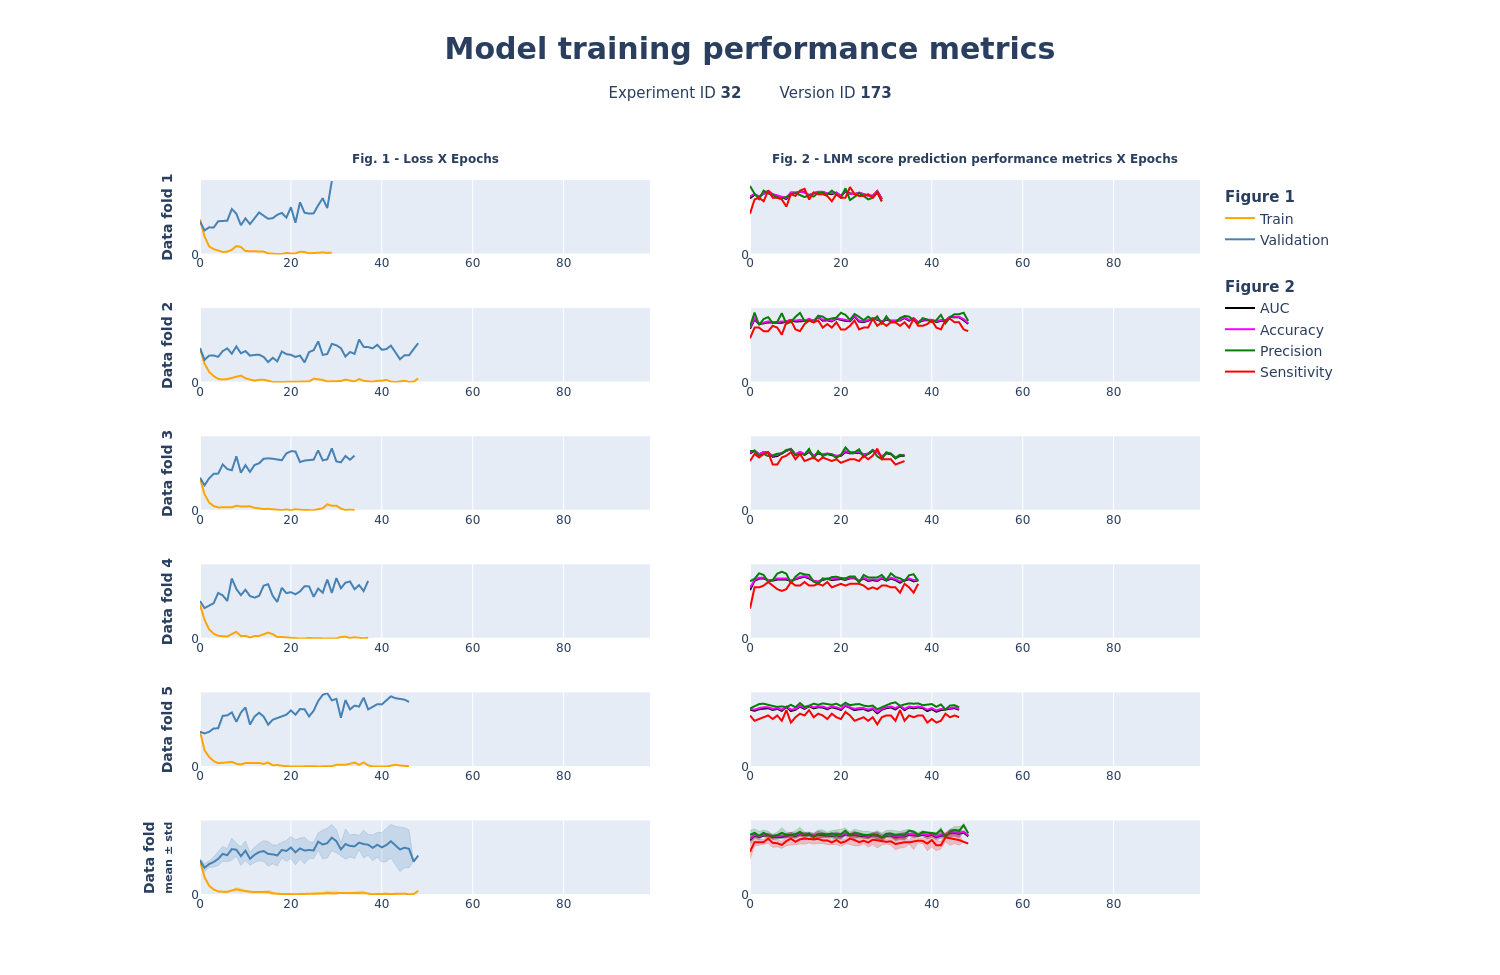 Model training performance metrics
Experiment ID 32 Version ID 173
Fig. 1 - Loss X Epochs
Fig. 2 - LNM score prediction performance metrics X Epochs
Data fold 1
0
0 20 40 60 80
0
0 20 40 60 80
Figure 1
Train
Validation
Figure 2
AUC
Accuracy
Precision
Sensitivity
Data fold 2
0
0 20 40 60 80
0
0 20 40 60 80
Data fold 3
0
0 20 40 60 80
0
0 20 40 60 80
Data fold 4
0
0 20 40 60 80
0
0 20 40 60 80
Data fold 5
0
0 20 40 60 80
0
0 20 40 60 80
Data fold
mean ± std
0
0 20 40 60 80
0
0 20 40 60 80